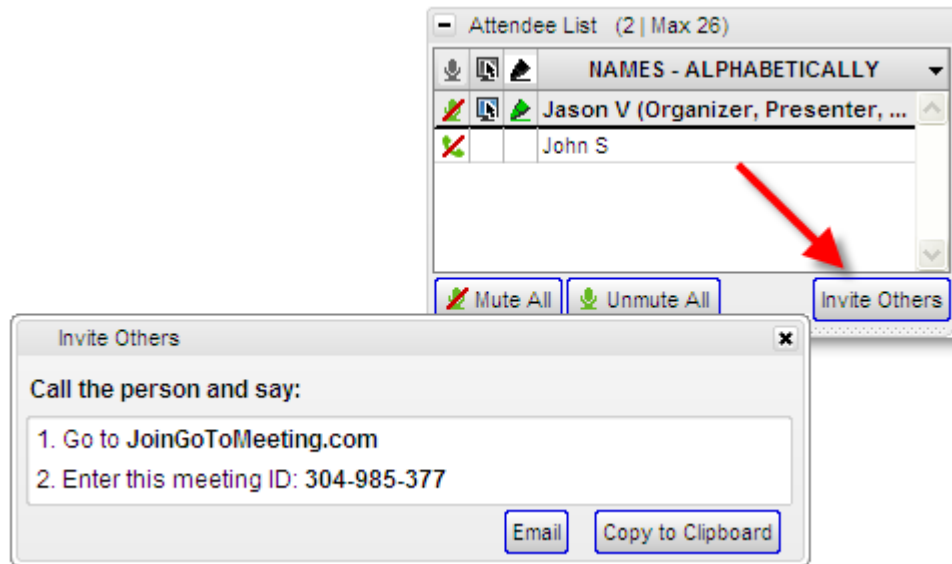 Attendee List (2 | Max 26)
NAMES - ALPHABETICALLY
Jason V (Organizer, Presenter, ...
John S
Mute All Unmute All Invite Others
Invite Others
Call the person and say:
1. Go to JoinGoToMeeting.com
2. Enter this meeting ID: 304-985-377
Email Copy to Clipboard